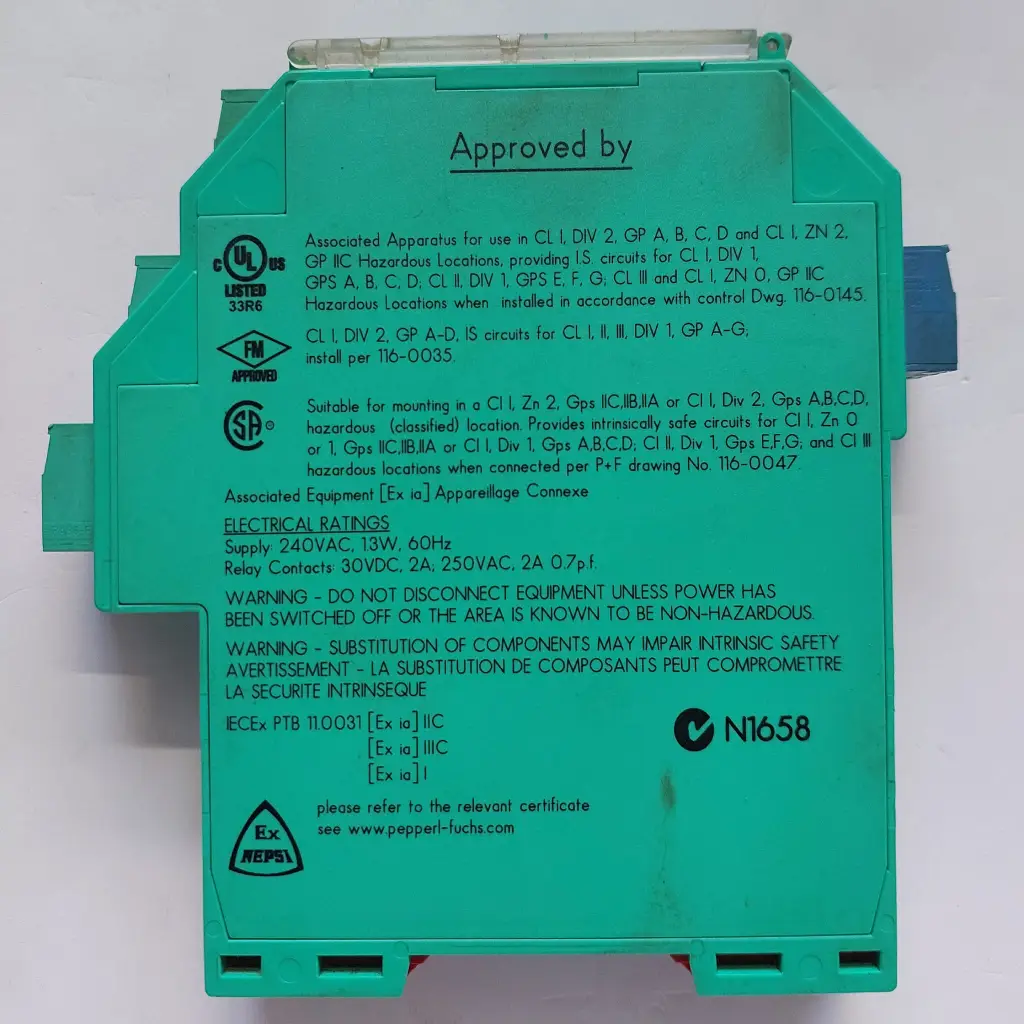 Approved by
Associated Apparatus for use in CL I, DIV 2, GP A, B, C, D and CL I, ZN 2,
GP IIC Hazardous Locations, providing I.S. circuits for CL I, DIV 1,
GPS A, B, C, D; CL II, DIV 1, GPS E, F, G; CL III and CL I, ZN 0, GP IIC
Hazardous Locations when installed in accordance with control Dwg. 116-0145.
C UL US
LISTED
33R6
CL I, DIV 2, GP A-D, IS circuits for CL I, II, III, DIV 1, GP A-G;
install per 116-0035.
FM
APPROVED
Suitable for mounting in a Cl I, Zn 2, Gps IIC,IIB,IIA or Cl I, Div 2, Gps A,B,C,D,
hazardous (classified) location. Provides intrinsically safe circuits for Cl I, Zn 0
or 1, Gps IIC,IIB,IIA or Cl I, Div 1, Gps A,B,C,D; Cl II, Div 1, Gps E,F,G; and Cl III
hazardous locations when connected per P+F drawing No. 116-0047.
SA ®
Associated Equipment [Ex ia] Appareillage Connexe
ELECTRICAL RATINGS
Supply: 240VAC, 1.3W, 60Hz
Relay Contacts: 30VDC, 2A; 250VAC, 2A 0.7p.f.
WARNING - DO NOT DISCONNECT EQUIPMENT UNLESS POWER HAS
BEEN SWITCHED OFF OR THE AREA IS KNOWN TO BE NON-HAZARDOUS.
WARNING - SUBSTITUTION OF COMPONENTS MAY IMPAIR INTRINSIC SAFETY
AVERTISSEMENT - LA SUBSTITUTION DE COMPOSANTS PEUT COMPROMETTRE
LA SECURITE INTRINSEQUE
IECEx PTB 11.0031 [Ex ia] IIC
[Ex ia] IIIC
[Ex ia] I
N1658
please refer to the relevant certificate
see www.pepperl-fuchs.com
Ex
NEPSI